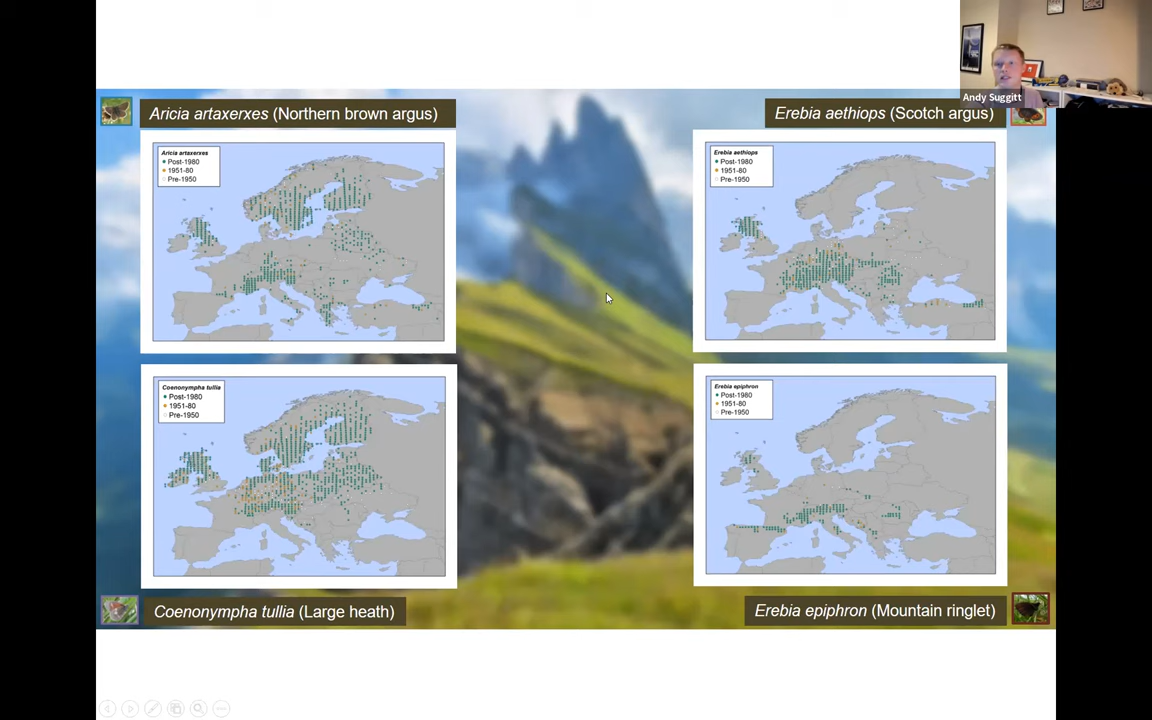 Andy Suggitt
Aricia artaxerxes (Northern brown argus)
Erebia aethiops (Scotch argus)
Aricia artaxerxes
Post-1980
1951-80
Pre-1950
Erebia aethiops
Post-1980
1951-80
Pre-1950
Coenonympha tullia
Post-1980
1951-80
Pre-1950
Erebia epiphron
Post-1980
1951-80
Pre-1950
Coenonympha tullia (Large heath)
Erebia epiphron (Mountain ringlet)